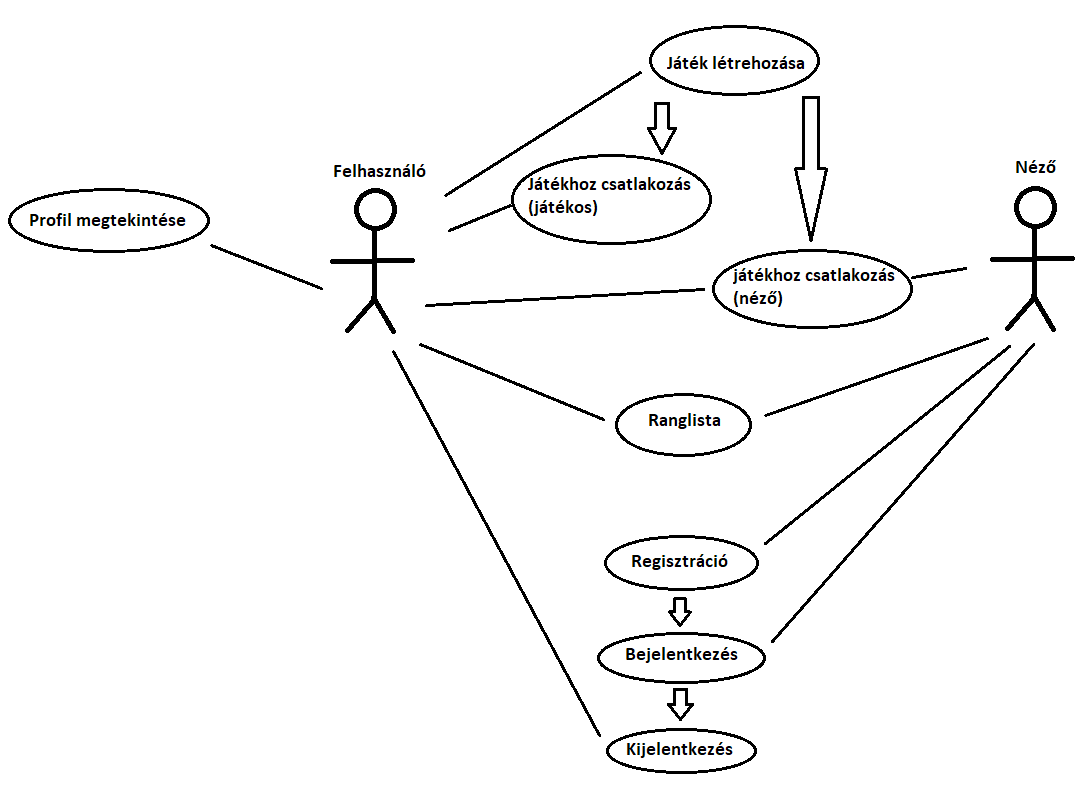 Játék létrehozása
Felhasználó
Játékhoz csatlakozás
(játékos)
Néző
Profil megtekintése
játékhoz csatlakozás
(néző)
Ranglista
Regisztráció
Bejelentkezés
Kijelentkezés